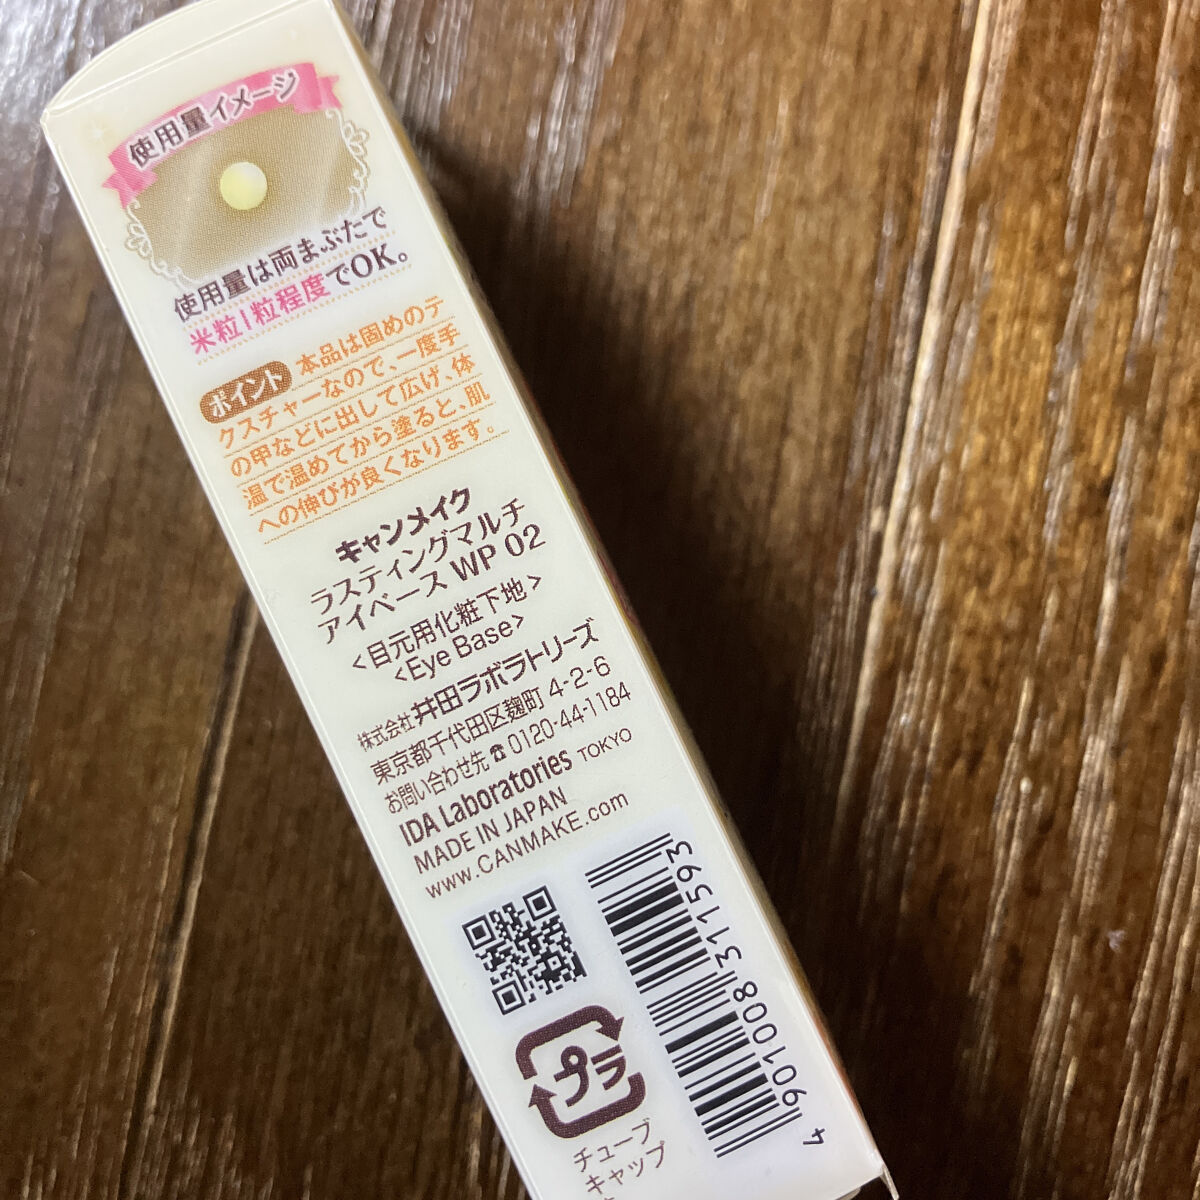 使用量イメージ
使用量は両まぶたで
米粒1粒程度でOK。
ポイント 本品は固めのテ
クスチャーなので、一度手
の甲などに出して広げ、体
温で温めてから塗ると、肌
への伸びが良くなります。
キャンメイク
ラスティングマルチ
アイベース WP 02
<目元用化粧下地>
<Eye Base>
株式会社 井田ラボラトリーズ
東京都千代田区麹町 4-2-6
お問い合わせ先☎0120-44-1184
IDA Laboratories TOKYO
MADE IN JAPAN
www.CANMAKE.com
4 901008 311593
プラ
チューブ
キャップ